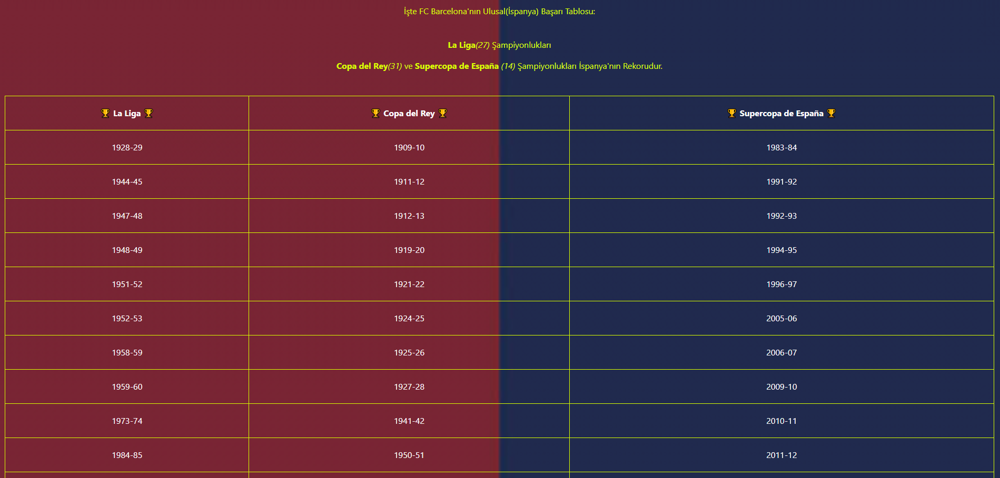 İşte FC Barcelona'nın Ulusal(İspanya) Başarı Tablosu:
La Liga(27) Şampiyonlukları
Copa del Rey(31) ve Supercopa de España (14) Şampiyonlukları İspanya'nın Rekorudur.
🏆 La Liga 🏆 🏆 Copa del Rey 🏆 🏆 Supercopa de España 🏆
1928-29 1909-10 1983-84
1944-45 1911-12 1991-92
1947-48 1912-13 1992-93
1948-49 1919-20 1994-95
1951-52 1921-22 1996-97
1952-53 1924-25 2005-06
1958-59 1925-26 2006-07
1959-60 1927-28 2009-10
1973-74 1941-42 2010-11
1984-85 1950-51 2011-12